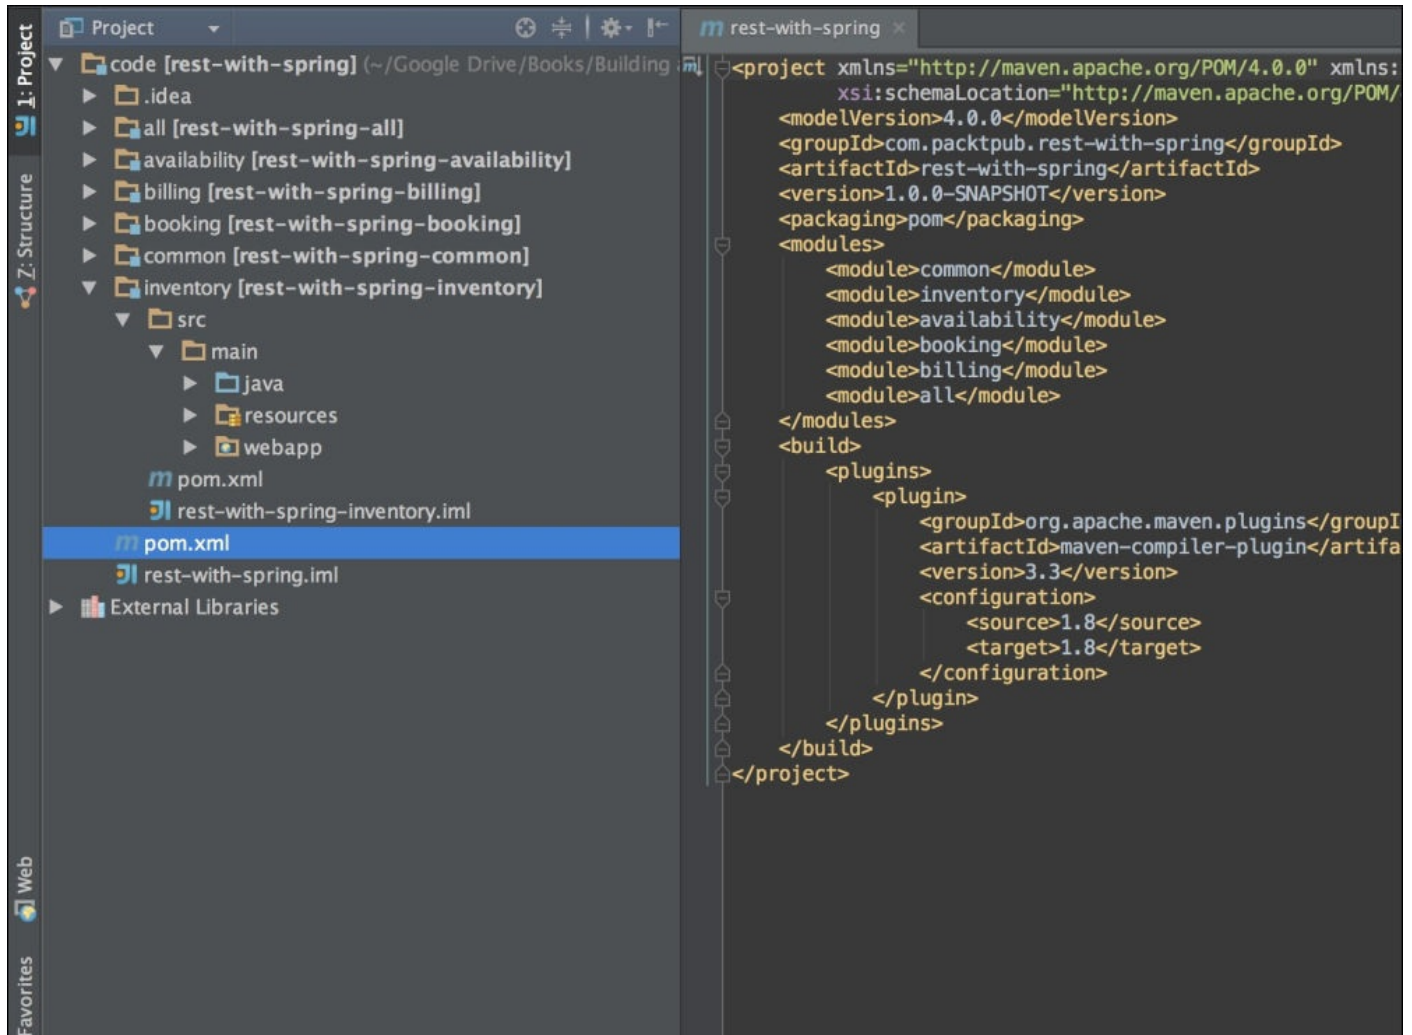 1: Project
Z: Structure
Web
Favorites
Project
code [rest-with-spring] (~/Google Drive/Books/Building
.idea
all [rest-with-spring-all]
availability [rest-with-spring-availability]
billing [rest-with-spring-billing]
booking [rest-with-spring-booking]
common [rest-with-spring-common]
inventory [rest-with-spring-inventory]
src
main
java
resources
webapp
pom.xml
rest-with-spring-inventory.iml
pom.xml
rest-with-spring.iml
External Libraries
rest-with-spring
<project xmlns="http://maven.apache.org/POM/4.0.0" xmlns:
xsi:schemaLocation="http://maven.apache.org/POM/
<modelVersion>4.0.0</modelVersion>
<groupId>com.packtpub.rest-with-spring</groupId>
<artifactId>rest-with-spring</artifactId>
<version>1.0.0-SNAPSHOT</version>
<packaging>pom</packaging>
<modules>
<module>common</module>
<module>inventory</module>
<module>availability</module>
<module>booking</module>
<module>billing</module>
<module>all</module>
</modules>
<build>
<plugins>
<plugin>
<groupId>org.apache.maven.plugins</groupI
<artifactId>maven-compiler-plugin</artifa
<version>3.3</version>
<configuration>
<source>1.8</source>
<target>1.8</target>
</configuration>
</plugin>
</plugins>
</build>
</project>